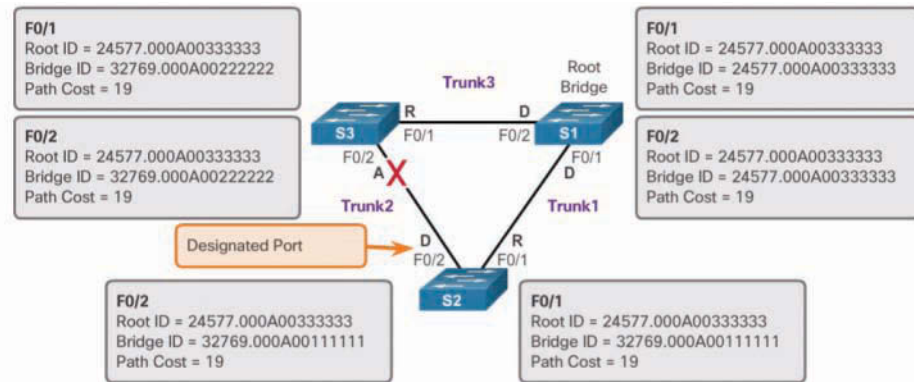 F0/1
Root ID = 24577.000A00333333
Bridge ID = 32769.000A00222222
Path Cost = 19
F0/1
Root ID = 24577.000A00333333
Bridge ID = 24577.000A00333333
Path Cost = 19
Root
Bridge
Trunk3
R
D
S3
F0/1
F0/2
S1
F0/2
Root ID = 24577.000A00333333
Bridge ID = 32769.000A00222222
Path Cost = 19
F0/2
A
F0/1
D
F0/2
Root ID = 24577.000A00333333
Bridge ID = 24577.000A00333333
Path Cost = 19
Trunk2
Trunk1
Designated Port
D
F0/2
R
F0/1
S2
F0/2
Root ID = 24577.000A00333333
Bridge ID = 32769.000A00111111
Path Cost = 19
F0/1
Root ID = 24577.000A00333333
Bridge ID = 32769.000A00111111
Path Cost = 19